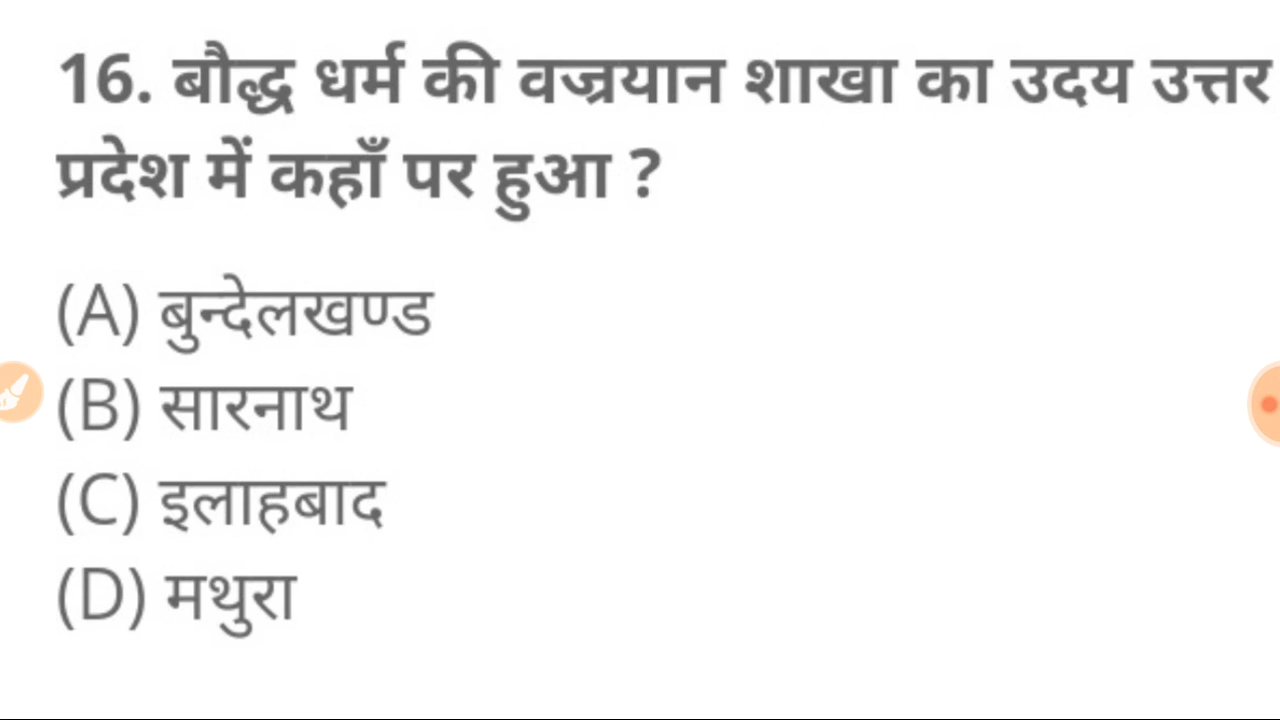 16. बौद्ध धर्म की वज्रयान शाखा का उदय उत्तर
प्रदेश में कहाँ पर हुआ ?
(A) बुन्देलखण्ड
(B) सारनाथ
(C) इलाहबाद
(D) मथुरा